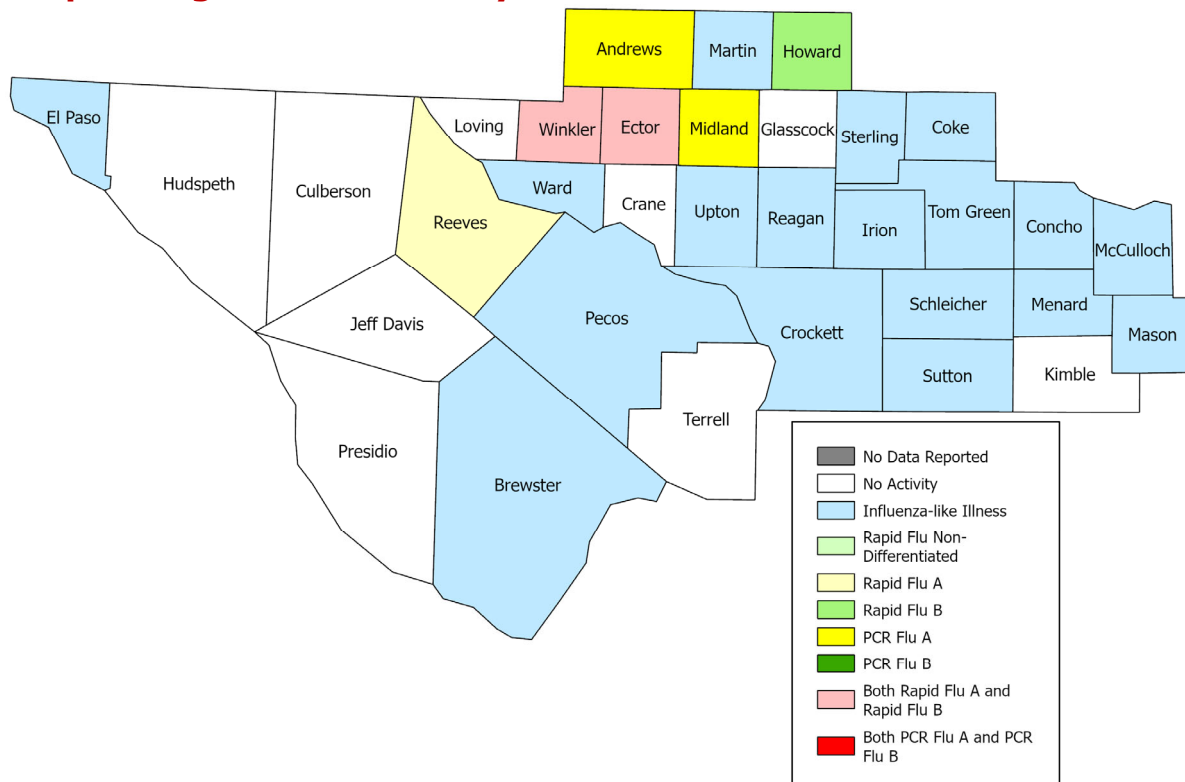 Andrews
Martin
Howard
El Paso
Loving
Winkler
Ector
Midland
Glasscock
Sterling
Coke
Hudspeth
Culberson
Reeves
Ward
Crane
Upton
Reagan
Irion
Tom Green
Concho
McCulloch
Jeff Davis
Pecos
Crockett
Schleicher
Menard
Mason
Sutton
Kimble
Terrell
Presidio
Brewster
No Data Reported
No Activity
Influenza-like Illness
Rapid Flu Non-
Differentiated
Rapid Flu A
Rapid Flu B
PCR Flu A
PCR Flu B
Both Rapid Flu A and
Rapid Flu B
Both PCR Flu A and PCR
Flu B